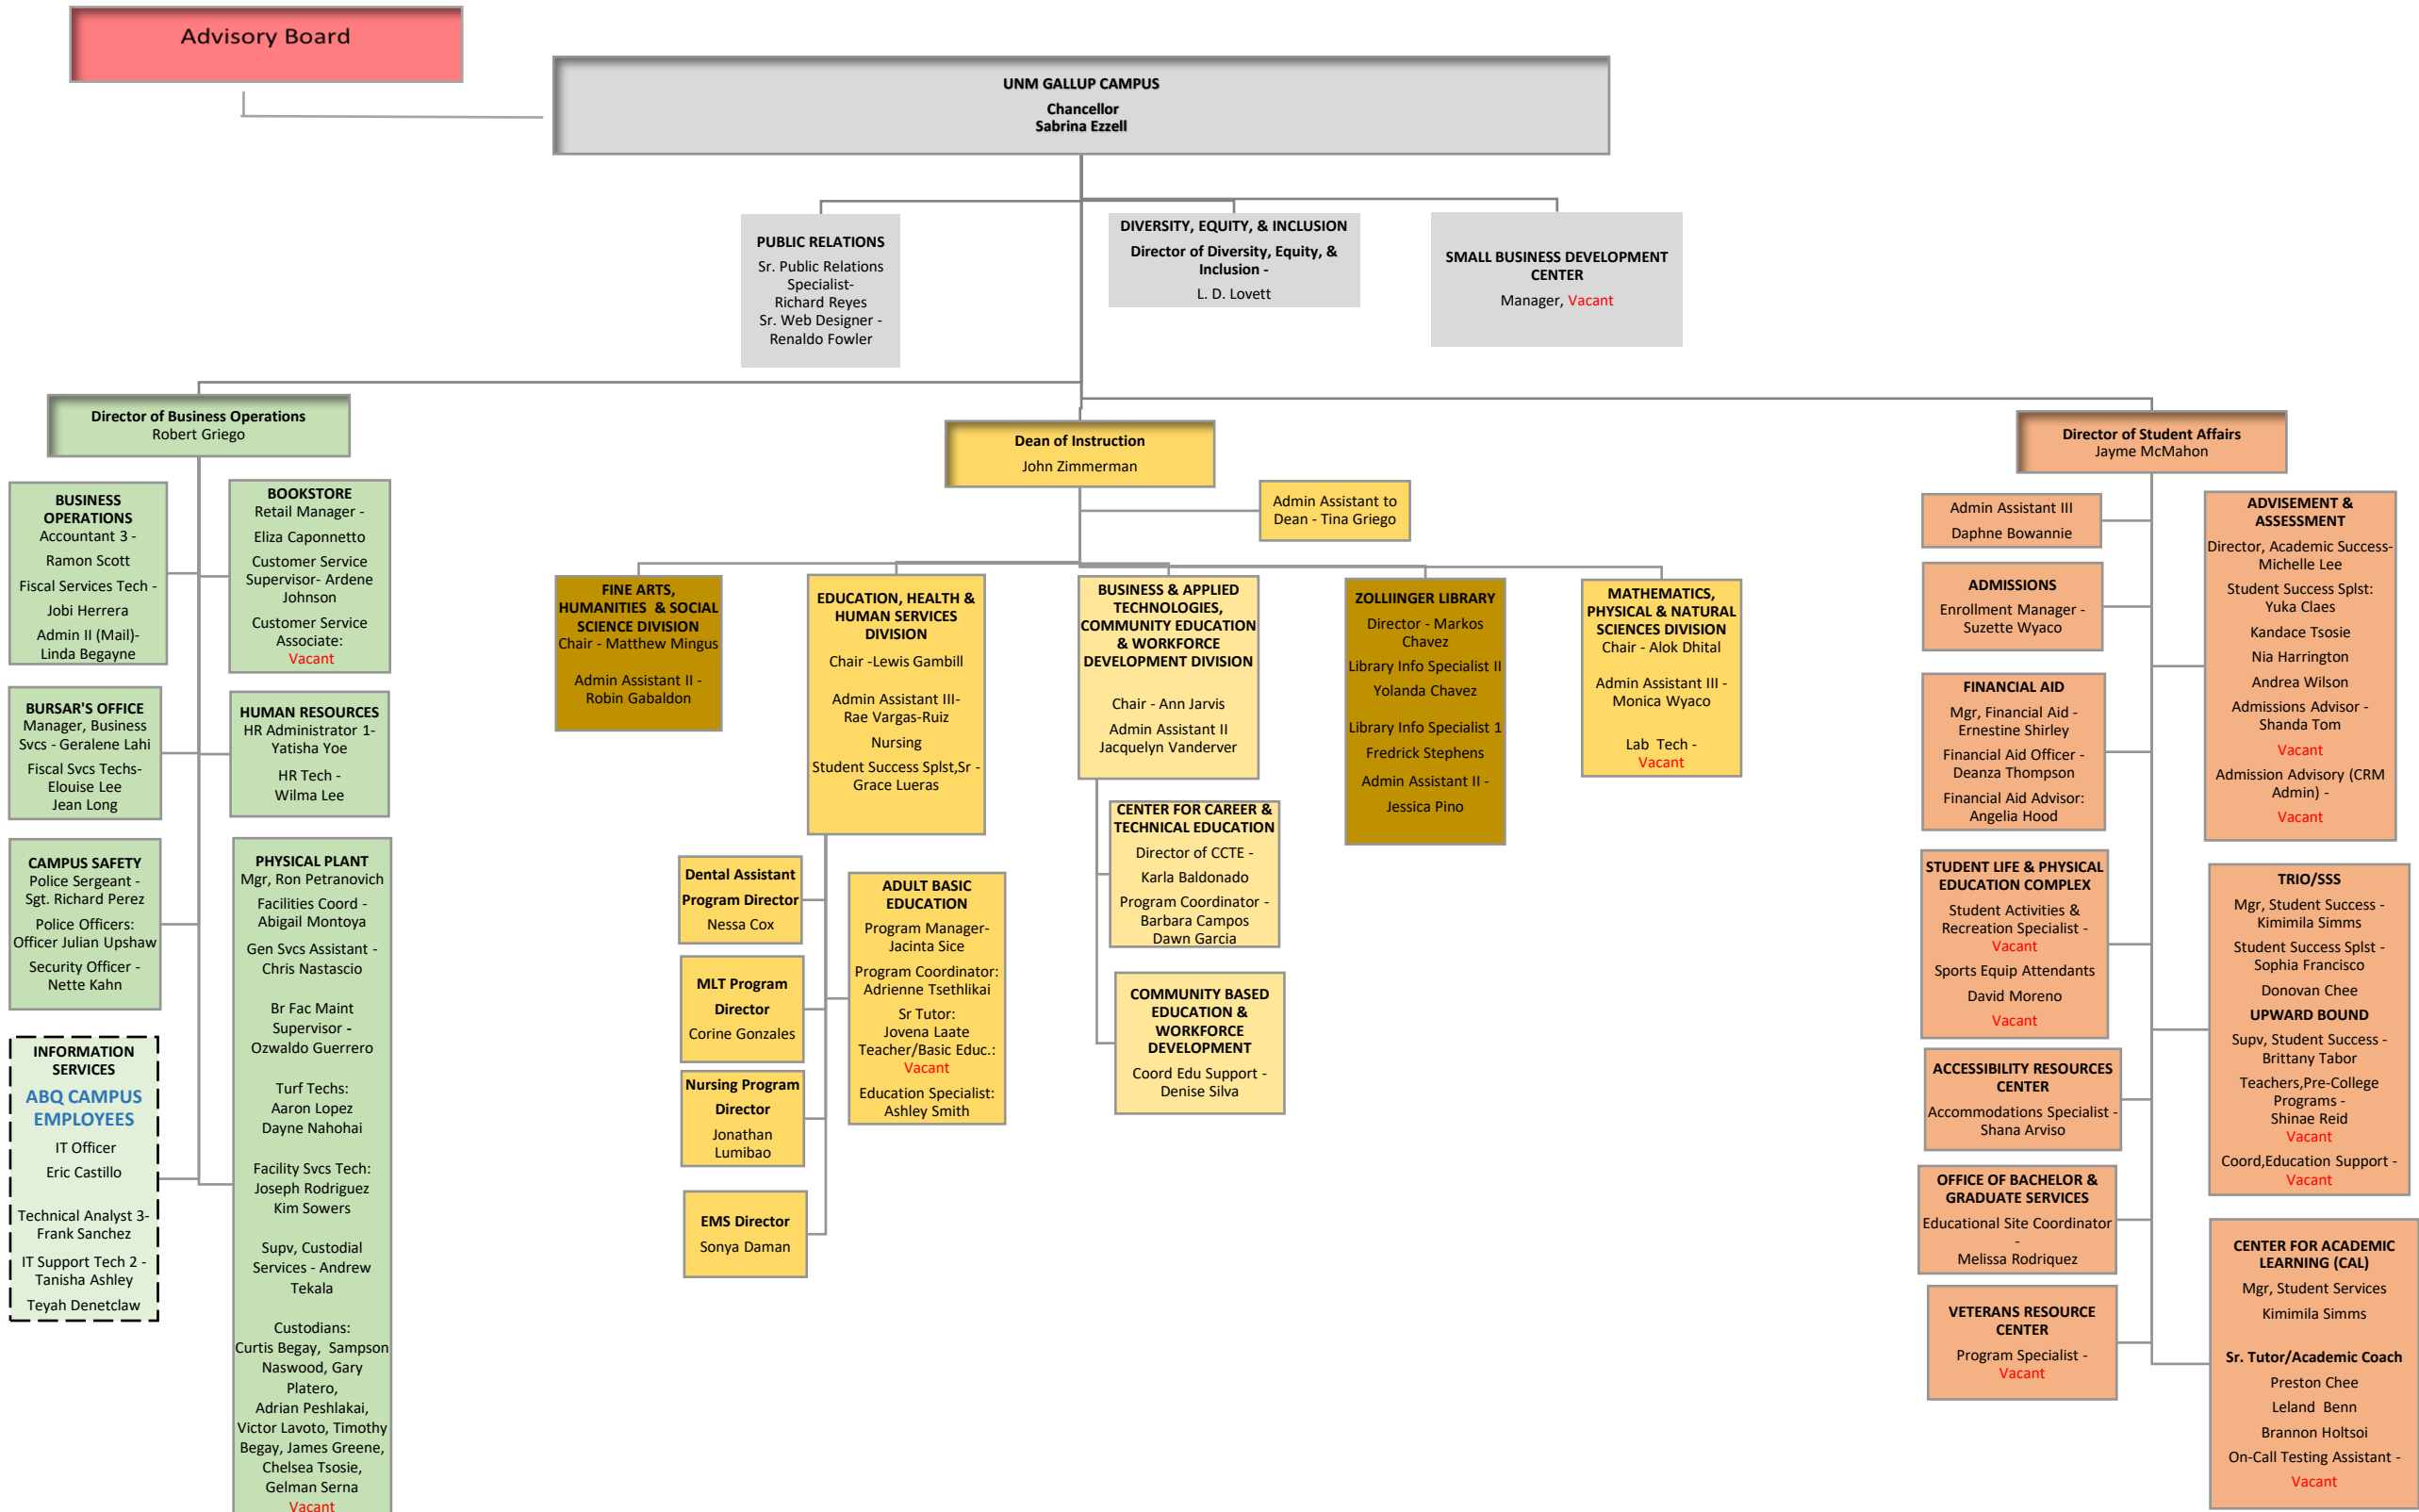 Advisory Board
UNM GALLUP CAMPUS
Chancellor
Sabrina Ezzell
PUBLIC RELATIONS
Sr. Public Relations
Specialist-
Richard Reyes
Sr. Web Designer -
Renaldo Fowler
DIVERSITY, EQUITY, & INCLUSION
Director of Diversity, Equity, &
Inclusion -
L. D. Lovett
SMALL BUSINESS DEVELOPMENT
CENTER
Manager, Vacant
Director of Business Operations
Robert Griego
BUSINESS
OPERATIONS
Accountant 3 -
Ramon Scott
Fiscal Services Tech -
Jobi Herrera
Admin II (Mail)-
Linda Begayne
BOOKSTORE
Retail Manager -
Eliza Caponnetto
Customer Service
Supervisor- Ardene
Johnson
Customer Service
Associate:
Vacant
BURSAR'S OFFICE
Manager, Business
Svcs - Geralene Lahi
Fiscal Svcs Techs-
Elouise Lee
Jean Long
HUMAN RESOURCES
HR Administrator 1-
Yatisha Yoe
HR Tech -
Wilma Lee
CAMPUS SAFETY
Police Sergeant -
Sgt. Richard Perez
Police Officers:
Officer Julian Upshaw
Security Officer -
Nette Kahn
PHYSICAL PLANT
Mgr, Ron Petranovich
Facilities Coord -
Abigail Montoya
Gen Svcs Assistant -
Chris Nastascio
Br Fac Maint
Supervisor -
Ozwaldo Guerrero
Turf Techs:
Aaron Lopez
Dayne Nahohai
Facility Svcs Tech:
Joseph Rodriguez
Kim Sowers
Supv, Custodial
Services - Andrew
Tekala
Custodians:
Curtis Begay, Sampson
Naswood, Gary
Platero,
Adrian Peshlakai,
Victor Lavoto, Timothy
Begay, James Greene,
Chelsea Tsosie,
Gelman Serna
Vacant
INFORMATION
SERVICES
ABQ CAMPUS
EMPLOYEES
IT Officer
Eric Castillo
Technical Analyst 3-
Frank Sanchez
IT Support Tech 2 -
Tanisha Ashley
Teyah Denetclaw
Dean of Instruction
John Zimmerman
Admin Assistant to
Dean - Tina Griego
FINE ARTS,
HUMANITIES & SOCIAL
SCIENCE DIVISION
Chair - Matthew Mingus
Admin Assistant II -
Robin Gabaldon
EDUCATION, HEALTH &
HUMAN SERVICES
DIVISION
Chair -Lewis Gambill
Admin Assistant III-
Rae Vargas-Ruiz
Nursing
Student Success Splst,Sr -
Grace Lueras
Dental Assistant
Program Director
Nessa Cox
MLT Program
Director
Corine Gonzales
Nursing Program
Director
Jonathan
Lumibao
EMS Director
Sonya Daman
ADULT BASIC
EDUCATION
Program Manager-
Jacinta Sice
Program Coordinator:
Adrienne Tsethlikai
Sr Tutor:
Jovena Laate
Teacher/Basic Educ.:
Vacant
Education Specialist:
Ashley Smith
BUSINESS & APPLIED
TECHNOLOGIES,
COMMUNITY EDUCATION
& WORKFORCE
DEVELOPMENT DIVISION
Chair - Ann Jarvis
Admin Assistant II
Jacquelyn Vanderver
CENTER FOR CAREER &
TECHNICAL EDUCATION
Director of CCTE -
Karla Baldonado
Program Coordinator -
Barbara Campos
Dawn Garcia
COMMUNITY BASED
EDUCATION &
WORKFORCE
DEVELOPMENT
Coord Edu Support -
Denise Silva
ZOLLIINGER LIBRARY
Director - Markos
Chavez
Library Info Specialist II
Yolanda Chavez
Library Info Specialist 1
Fredrick Stephens
Admin Assistant II -
Jessica Pino
MATHEMATICS,
PHYSICAL & NATURAL
SCIENCES DIVISION
Chair - Alok Dhital
Admin Assistant III -
Monica Wyaco
Lab Tech -
Vacant
Director of Student Affairs
Jayme McMahon
Admin Assistant III
Daphne Bowannie
ADMISSIONS
Enrollment Manager -
Suzette Wyaco
FINANCIAL AID
Mgr, Financial Aid -
Ernestine Shirley
Financial Aid Officer -
Deanza Thompson
Financial Aid Advisor:
Angelia Hood
STUDENT LIFE & PHYSICAL
EDUCATION COMPLEX
Student Activities &
Recreation Specialist -
Vacant
Sports Equip Attendants
David Moreno
Vacant
ACCESSIBILITY RESOURCES
CENTER
Accommodations Specialist -
Shana Arviso
OFFICE OF BACHELOR &
GRADUATE SERVICES
Educational Site Coordinator
-
Melissa Rodriquez
VETERANS RESOURCE
CENTER
Program Specialist -
Vacant
ADVISEMENT &
ASSESSMENT
Director, Academic Success-
Michelle Lee
Student Success Splst:
Yuka Claes
Kandace Tsosie
Nia Harrington
Andrea Wilson
Admissions Advisor -
Shanda Tom
Vacant
Admission Advisory (CRM
Admin) -
Vacant
TRIO/SSS
Mgr, Student Success -
Kimimila Simms
Student Success Splst -
Sophia Francisco
Donovan Chee
UPWARD BOUND
Supv, Student Success -
Brittany Tabor
Teachers,Pre-College
Programs -
Shinae Reid
Vacant
Coord,Education Support -
Vacant
CENTER FOR ACADEMIC
LEARNING (CAL)
Mgr, Student Services
Kimimila Simms
Sr. Tutor/Academic Coach
Preston Chee
Leland Benn
Brannon Holtsoi
On-Call Testing Assistant -
Vacant